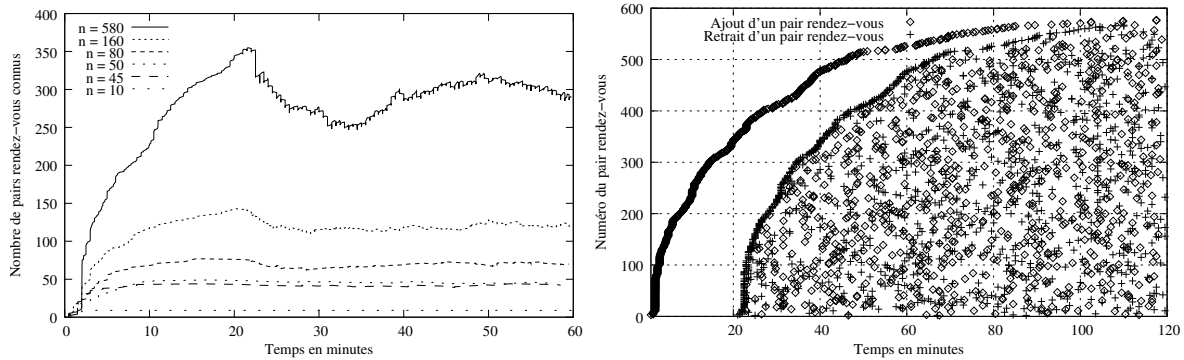 400
350
300
250
200
150
100
50
0
Nombre de pairs rendez−vous connus
n = 580
n = 160
n = 80
n = 50
n = 45
n = 10
0 10 20 30 40 50 60
Temps en minutes
600
500
400
300
200
100
0
Numéro du pair rendez−vous
Ajout d'un pair rendez−vous
Retrait d'un pair rendez−vous
20 40 60 80 100 120
Temps en minutes